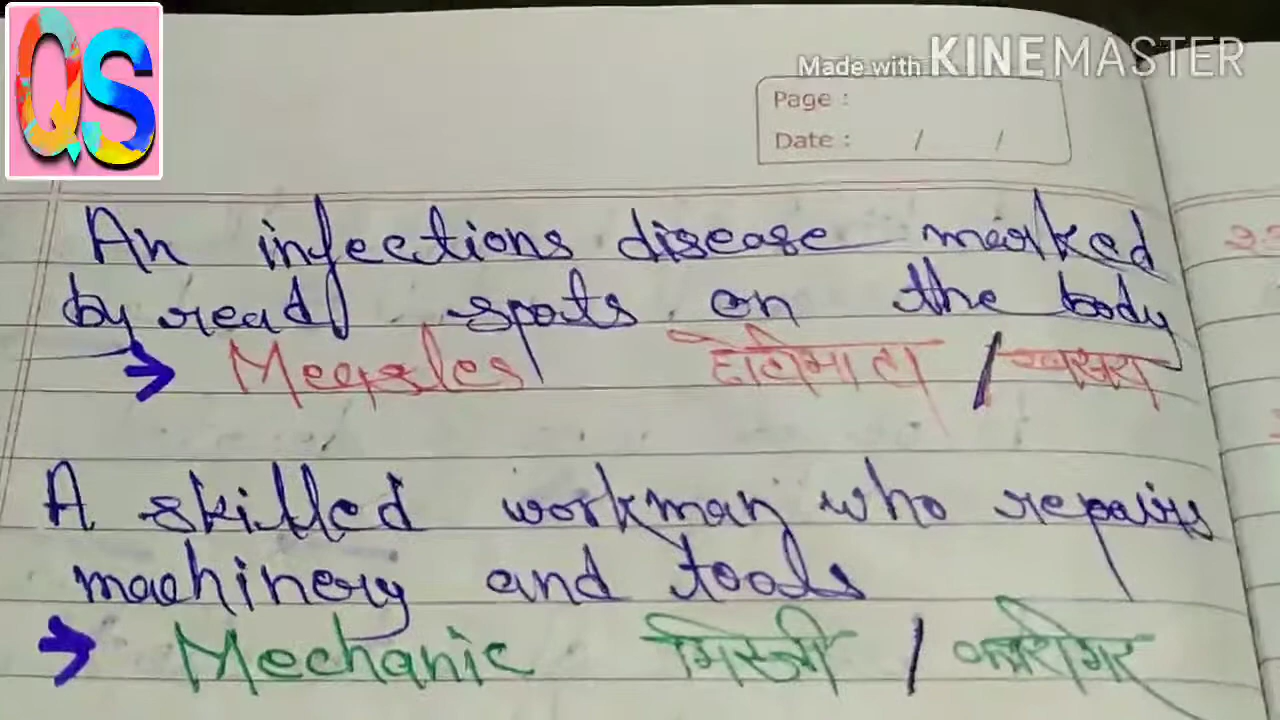 QS
Made with KINEMASTER
Page :
Date : / /
An infections disease marked
by read spots on the body
→ Measles छोटीमाता / खसरा
A skilled workman who repairs
machinery and tools
→ Mechanic मिस्त्री / कारीगर